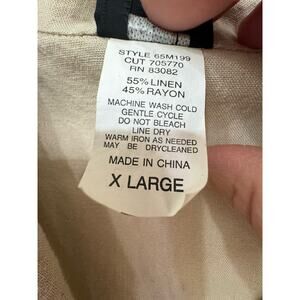 STYLE 65M199
CUT 705770
RN 83082
55% LINEN
45% RAYON
MACHINE WASH COLD
GENTLE CYCLE
DO NOT BLEACH
LINE DRY
WARM IRON AS NEEDED
MAY BE DRYCLEANED
MADE IN CHINA
X LARGE